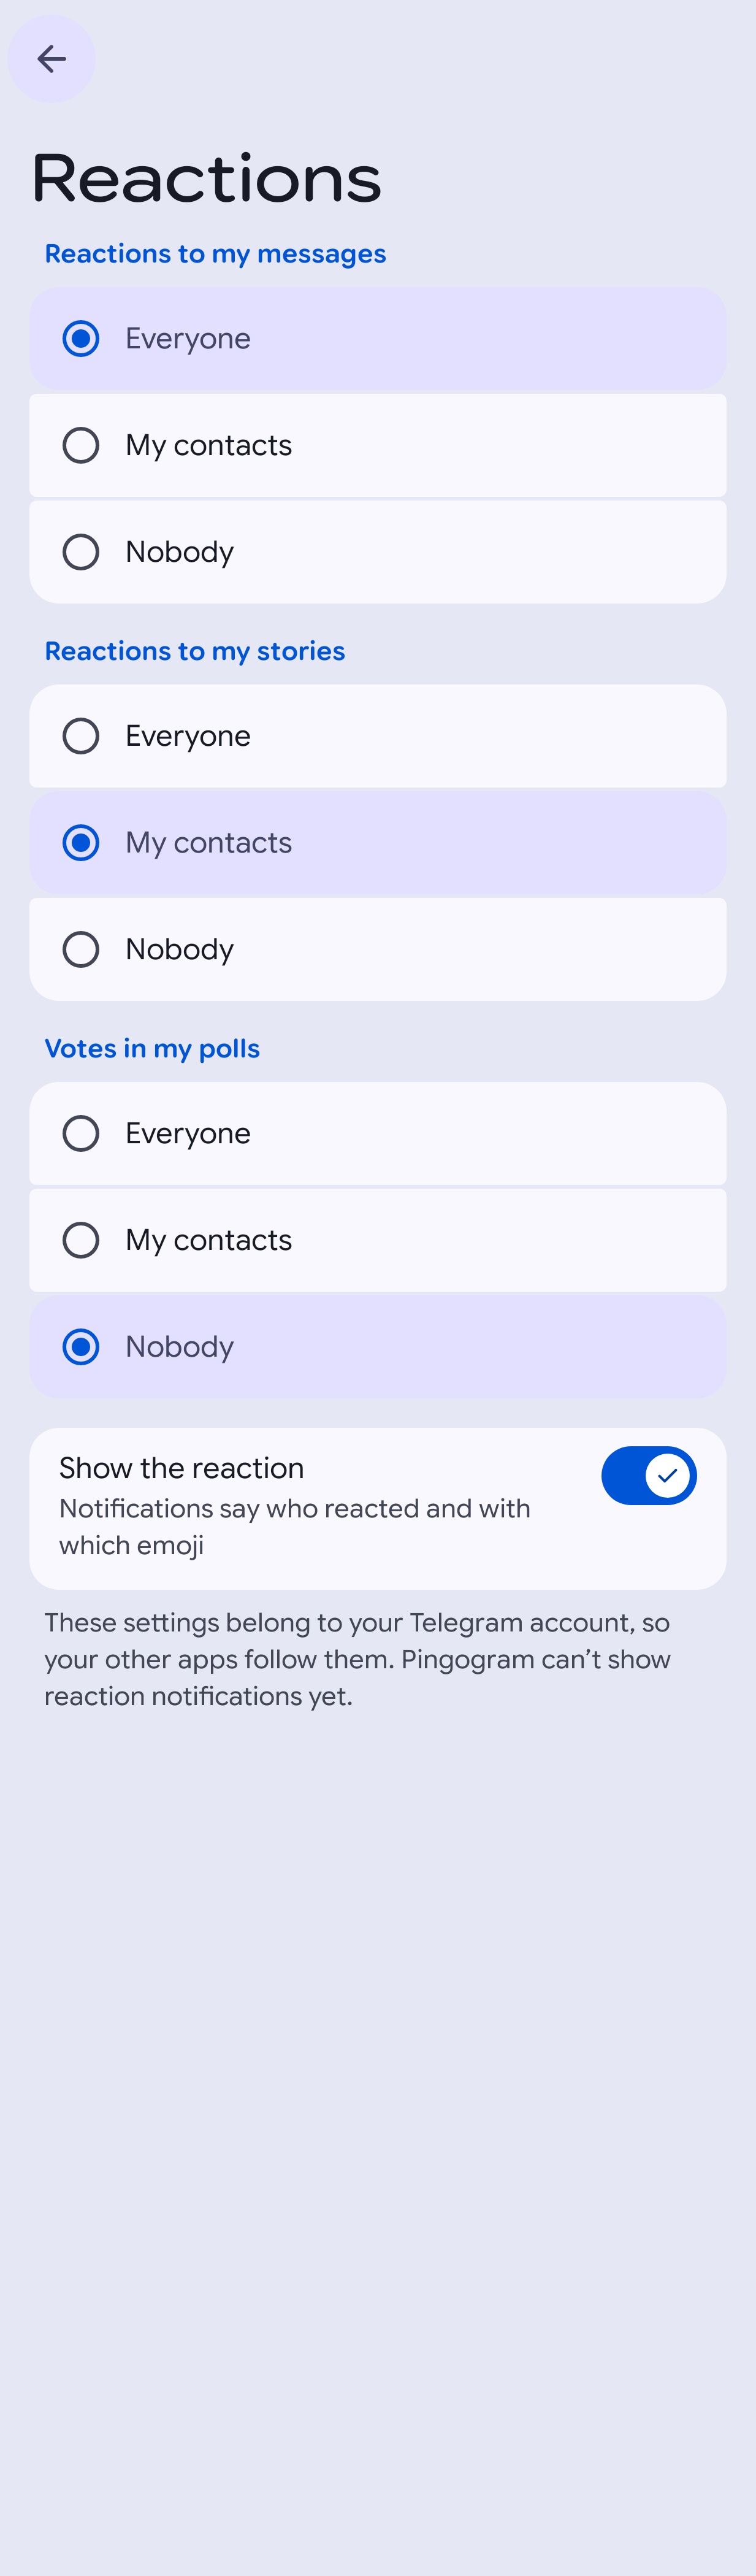 Reactions
Reactions to my messages
Everyone
My contacts
Nobody
Reactions to my stories
Everyone
My contacts
Nobody
Votes in my polls
Everyone
My contacts
Nobody
Show the reaction
Notifications say who reacted and with
which emoji
These settings belong to your Telegram account, so
your other apps follow them. Pingogram can’t show
reaction notifications yet.